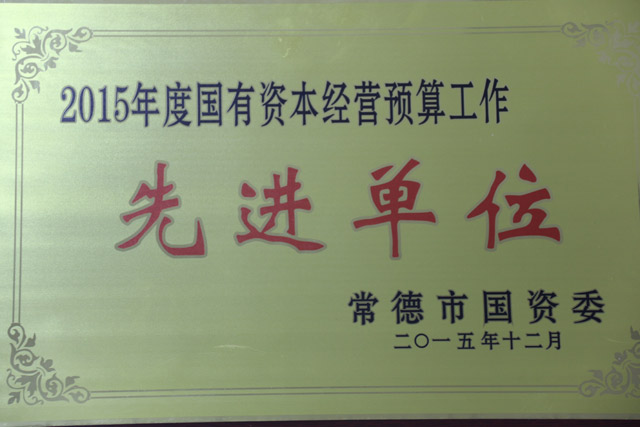 2015年度国有资本经营预算工作
先进单位
常德市国资委
二〇一五年十二月